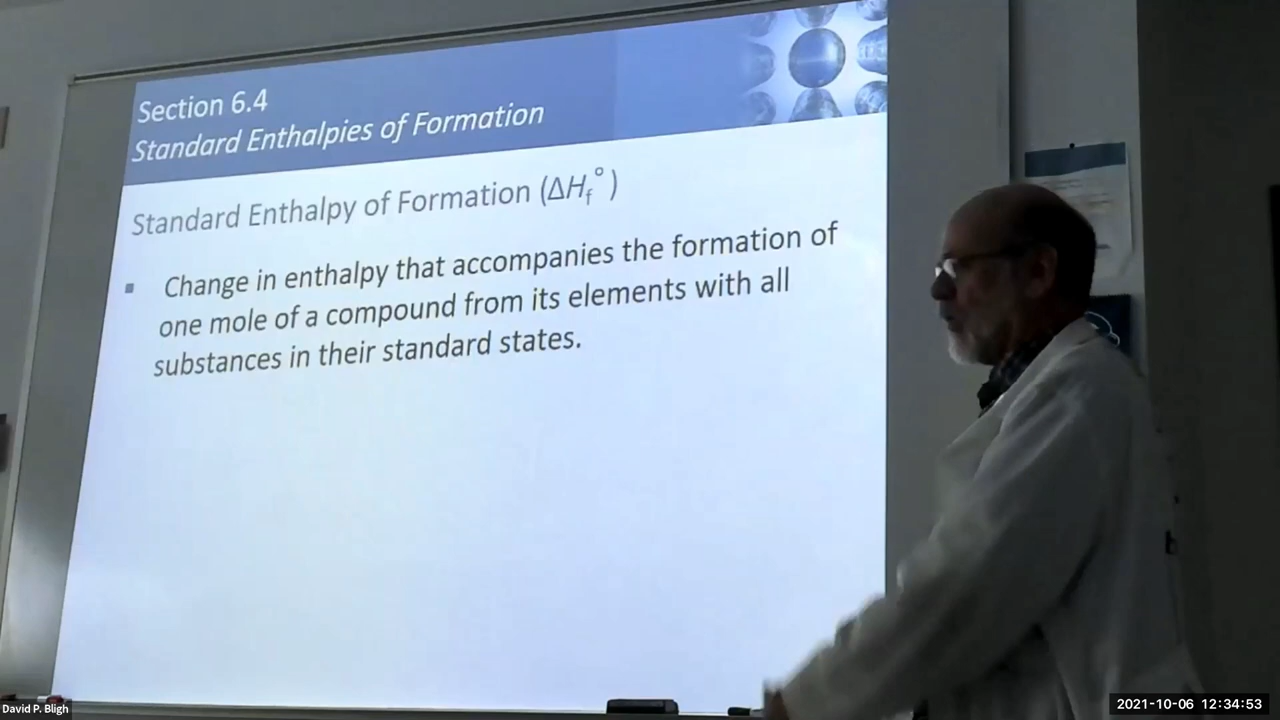 Section 6.4
Standard Enthalpies of Formation
Standard Enthalpy of Formation (ΔHf°)
▪ Change in enthalpy that accompanies the formation of
one mole of a compound from its elements with all
substances in their standard states.
David P. Bligh
2021-10-06 12:34:53